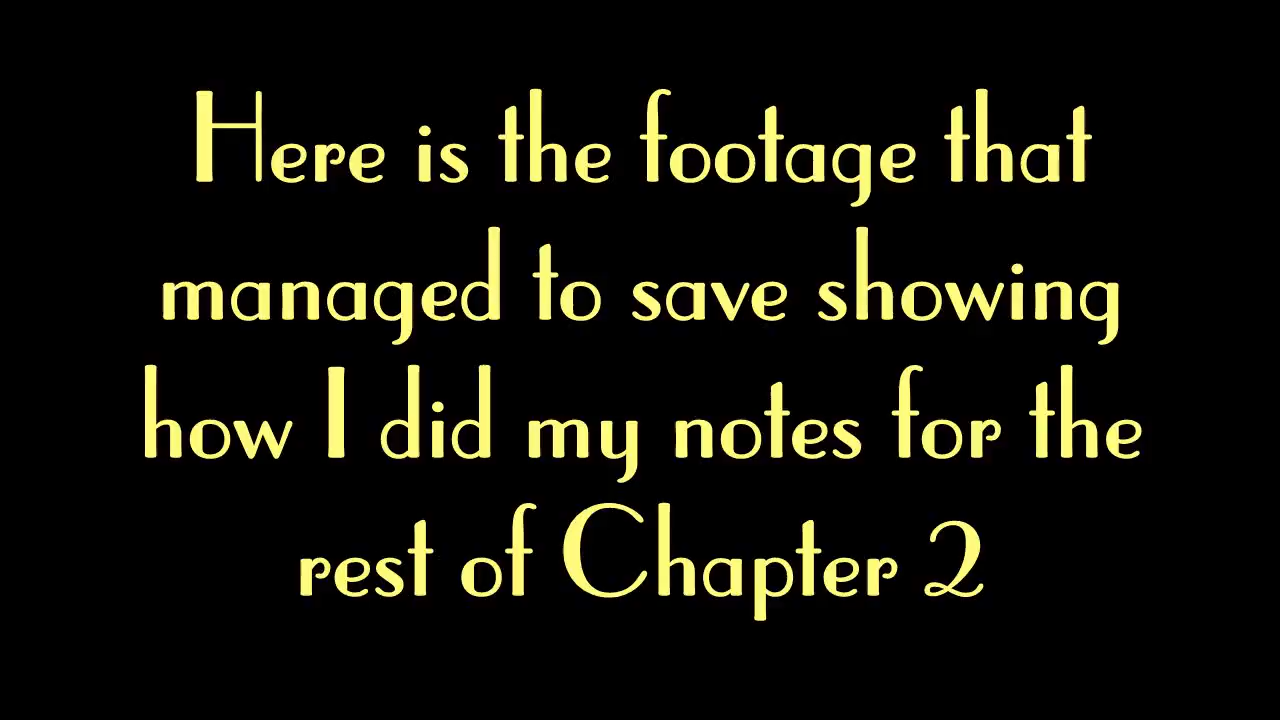 Here is the footage that
managed to save showing
how I did my notes for the
rest of Chapter 2